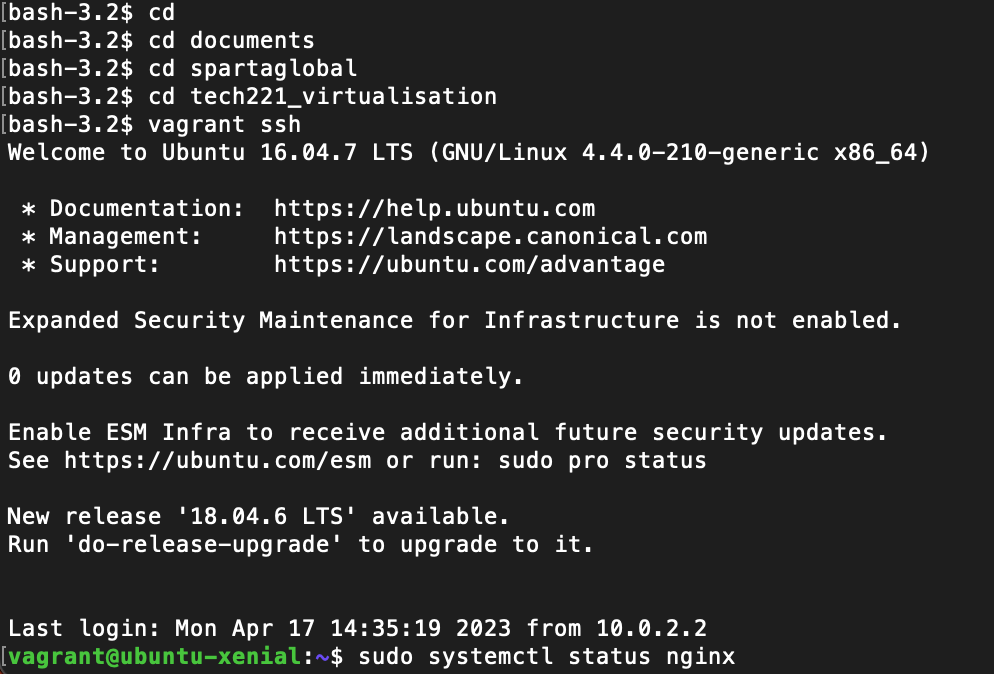 [bash-3.2$ cd
[bash-3.2$ cd documents
[bash-3.2$ cd spartaglobal
[bash-3.2$ cd tech221_virtualisation
[bash-3.2$ vagrant ssh
Welcome to Ubuntu 16.04.7 LTS (GNU/Linux 4.4.0-210-generic x86_64)
* Documentation:  https://help.ubuntu.com
* Management:     https://landscape.canonical.com
* Support:        https://ubuntu.com/advantage
Expanded Security Maintenance for Infrastructure is not enabled.
0 updates can be applied immediately.
Enable ESM Infra to receive additional future security updates.
See https://ubuntu.com/esm or run: sudo pro status
New release '18.04.6 LTS' available.
Run 'do-release-upgrade' to upgrade to it.
Last login: Mon Apr 17 14:35:19 2023 from 10.0.2.2
[vagrant@ubuntu-xenial:~$ sudo systemctl status nginx